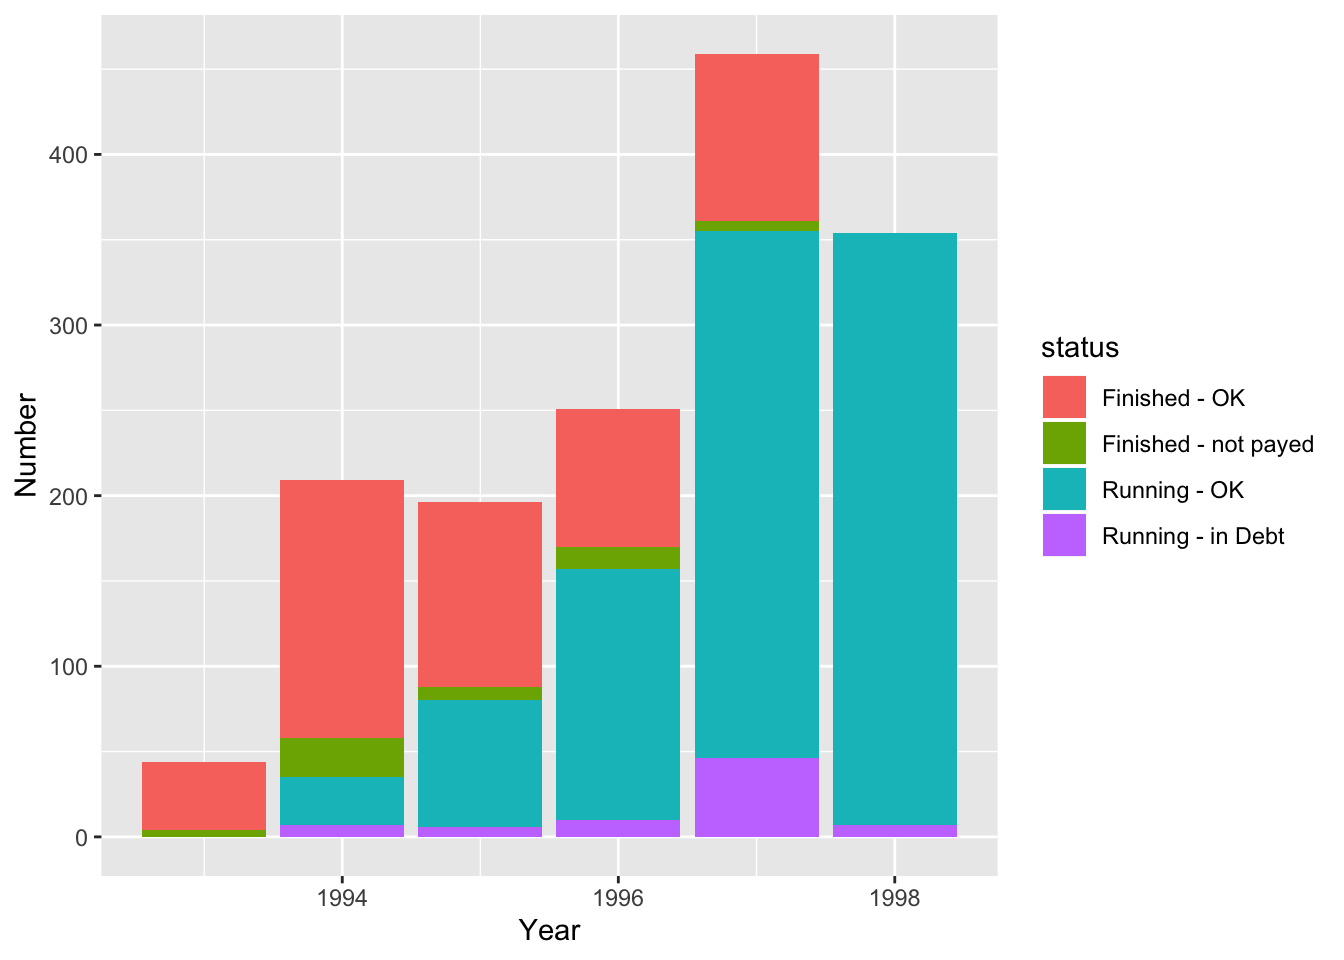 400
300
200
100
0
Number
1994
1996
1998
Year
status
Finished - OK
Finished - not payed
Running - OK
Running - in Debt